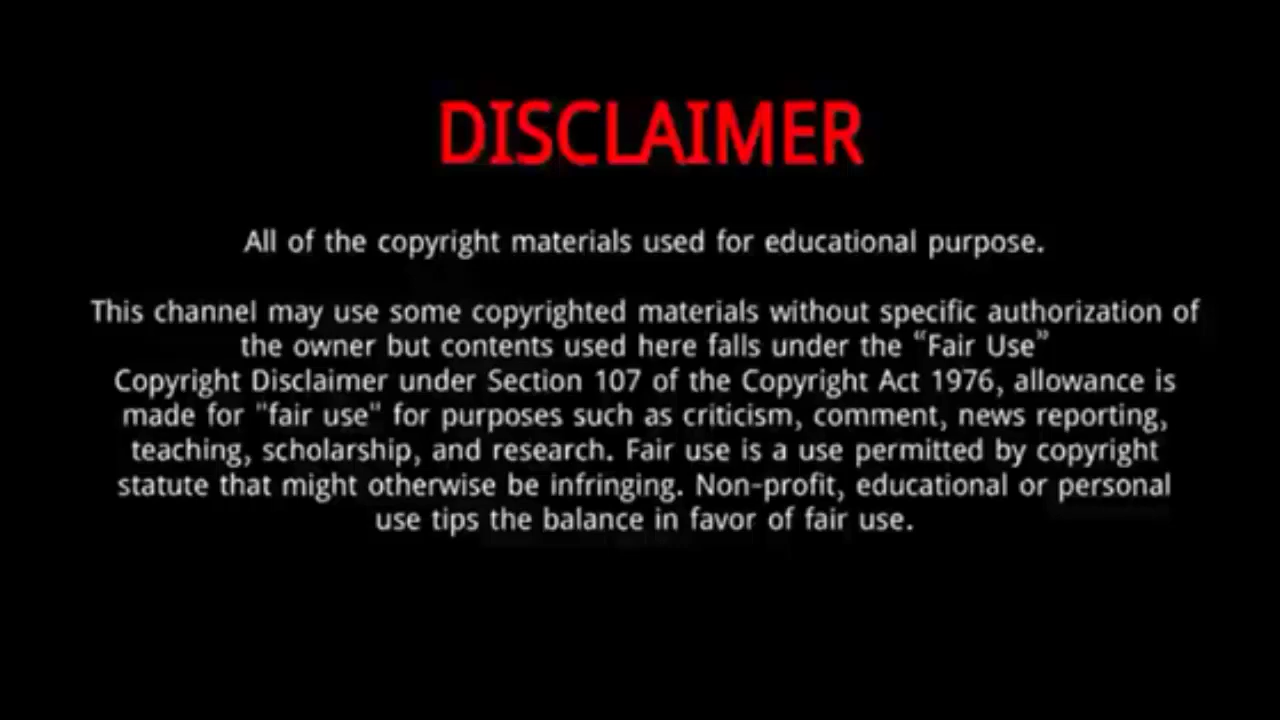 DISCLAIMER
All of the copyright materials used for educational purpose.
This channel may use some copyrighted materials without specific authorization of
the owner but contents used here falls under the “Fair Use”
Copyright Disclaimer under Section 107 of the Copyright Act 1976, allowance is
made for "fair use" for purposes such as criticism, comment, news reporting,
teaching, scholarship, and research. Fair use is a use permitted by copyright
statute that might otherwise be infringing. Non-profit, educational or personal
use tips the balance in favor of fair use.